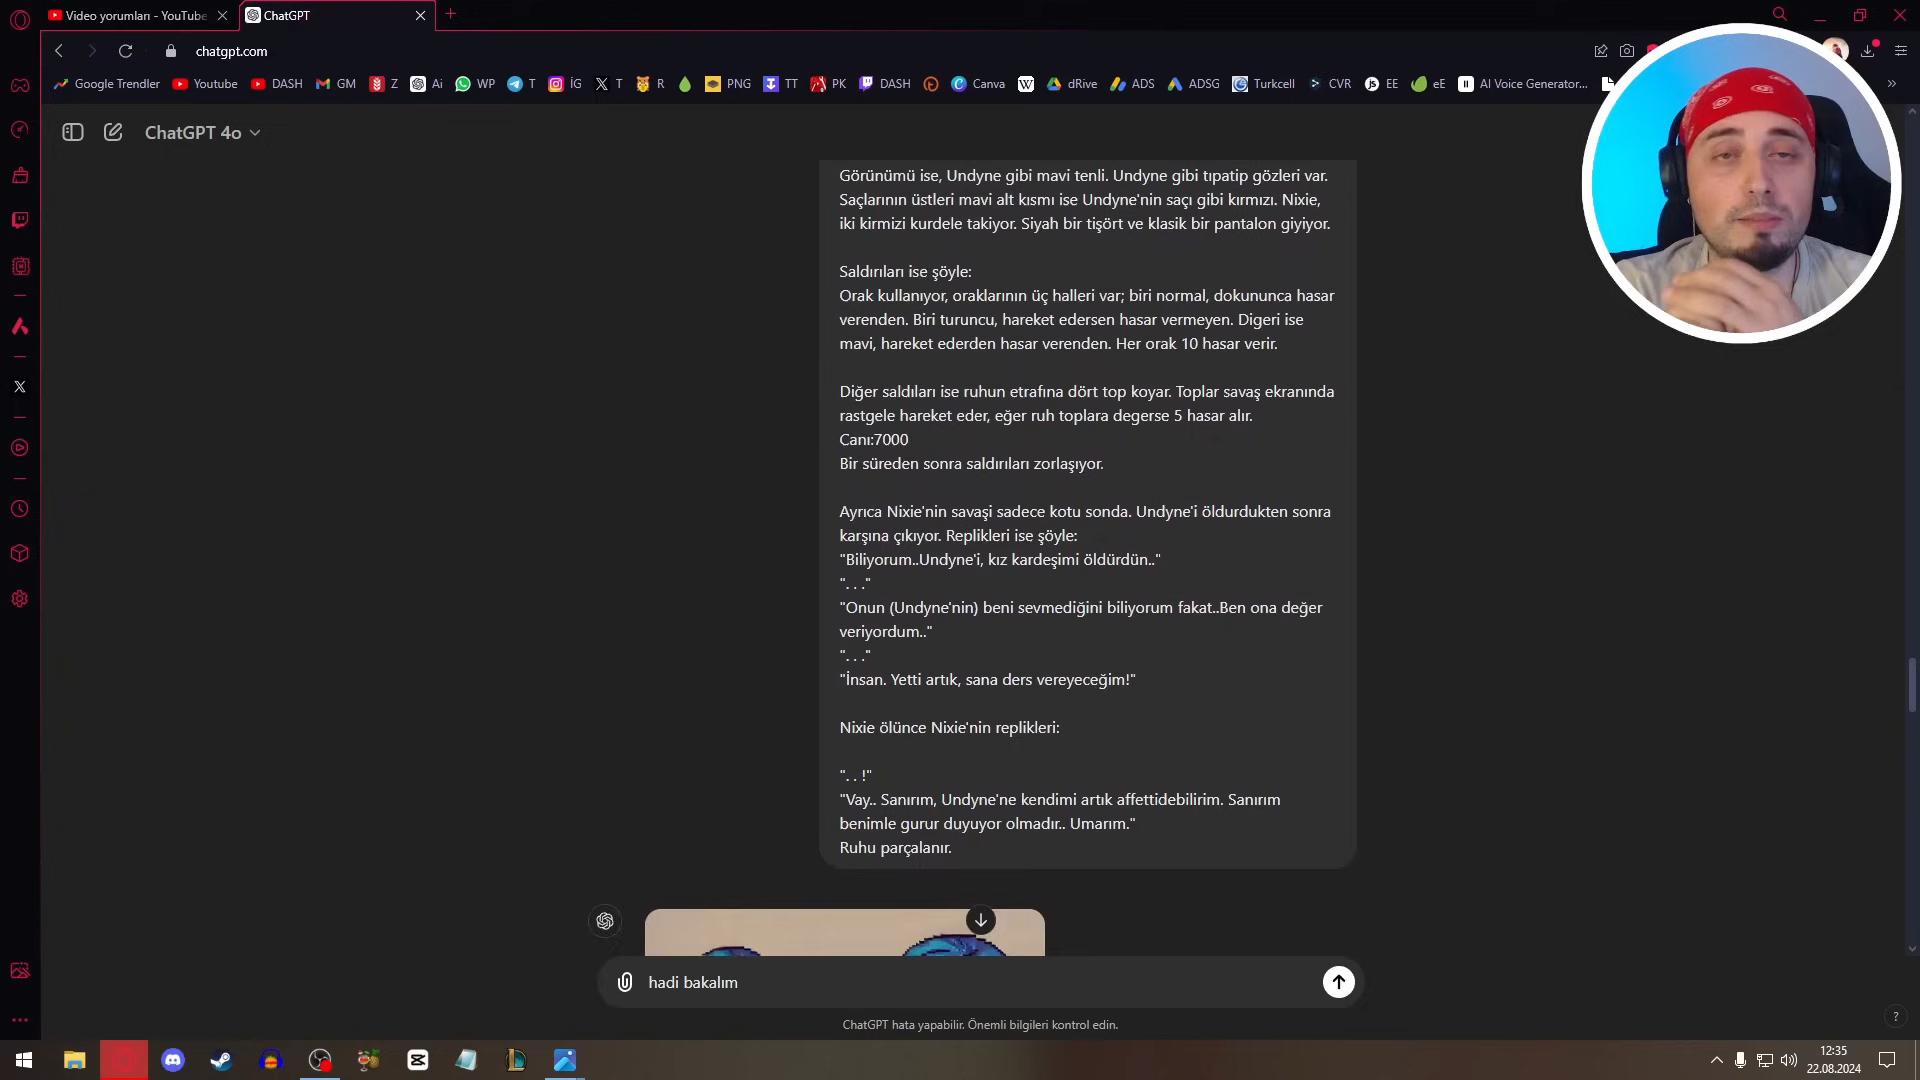 Video yorumları - YouTube
ChatGPT
chatgpt.com
Google Trendler
Youtube
DASH
GM
Z
Ai
WP
T
İG
T
R
PNG
TT
PK
DASH
Canva
dRive
ADS
ADSG
Turkcell
CVR
EE
eE
AI Voice Generator...
ChatGPT 4o
Görünümü ise, Undyne gibi mavi tenli. Undyne gibi tıpatip gözleri var.
Saçlarının üstleri mavi alt kısmı ise Undyne'nin saçı gibi kırmızı. Nixie,
iki kirmizi kurdele takiyor. Siyah bir tişört ve klasik bir pantalon giyiyor.
Saldırıları ise şöyle:
Orak kullanıyor, oraklarının üç halleri var; biri normal, dokununca hasar
verenden. Biri turuncu, hareket edersen hasar vermeyen. Digeri ise
mavi, hareket ederden hasar verenden. Her orak 10 hasar verir.
Diğer saldıları ise ruhun etrafına dört top koyar. Toplar savaş ekranında
rastgele hareket eder, eğer ruh toplara degerse 5 hasar alır.
Canı:7000
Bir süreden sonra saldırıları zorlaşıyor.
Ayrıca Nixie'nin savaşi sadece kotu sonda. Undyne'i öldurdukten sonra
karşına çıkıyor. Replikleri ise şöyle:
"Biliyorum..Undyne'i, kız kardeşimi öldürdün.."
". . ."
"Onun (Undyne'nin) beni sevmediğini biliyorum fakat..Ben ona değer
veriyordum.."
". . ."
"İnsan. Yetti artık, sana ders vereyeceğim!"
Nixie ölünce Nixie'nin replikleri:
". . !"
"Vay.. Sanırım, Undyne'ne kendimi artık affettidebilirim. Sanırım
benimle gurur duyuyor olmadır.. Umarım."
Ruhu parçalanır.
hadi bakalım
ChatGPT hata yapabilir. Önemli bilgileri kontrol edin.
12:35
22.08.2024